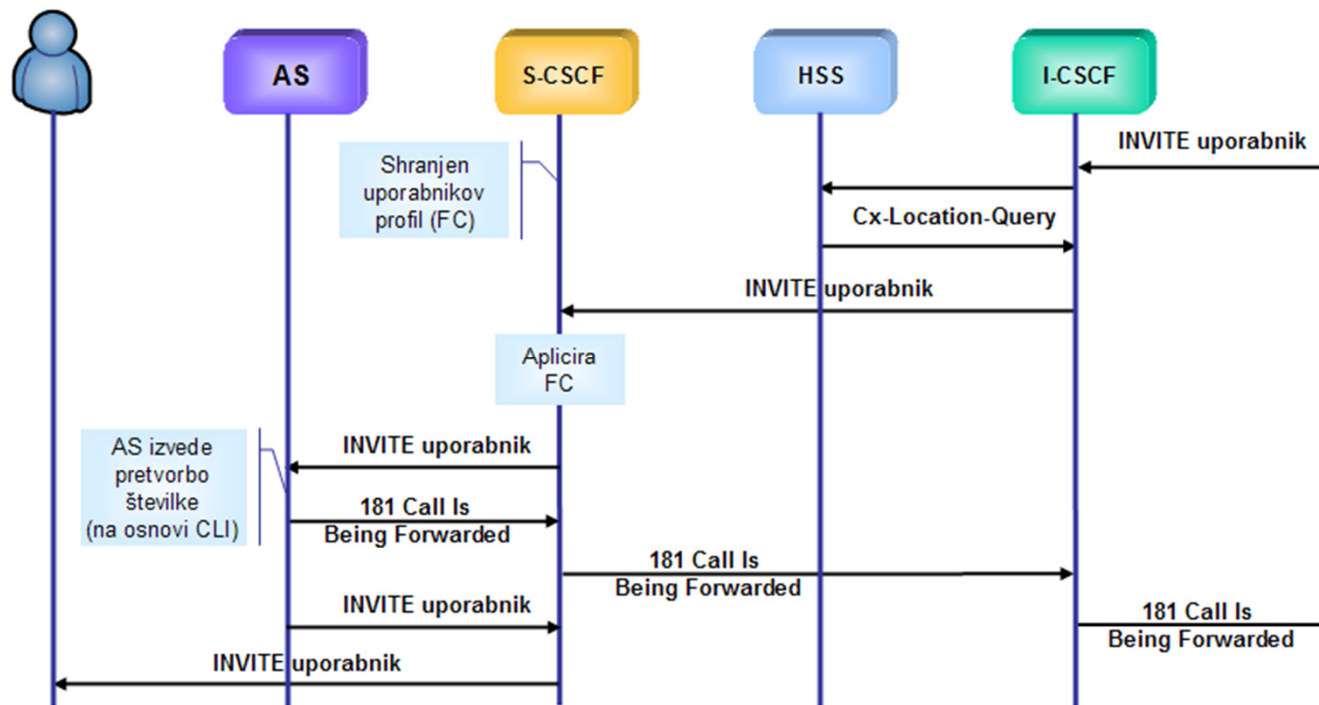 AS
S-CSCF
HSS
I-CSCF
INVITE uporabnik
Shranjen
uporabnikov
profil (FC)
Cx-Location-Query
INVITE uporabnik
Aplicira
FC
AS izvede
pretvorbo
številke
(na osnovi CLI)
INVITE uporabnik
181 Call Is
Being Forwarded
181 Call Is
Being Forwarded
INVITE uporabnik
181 Call Is
Being Forwarded
INVITE uporabnik